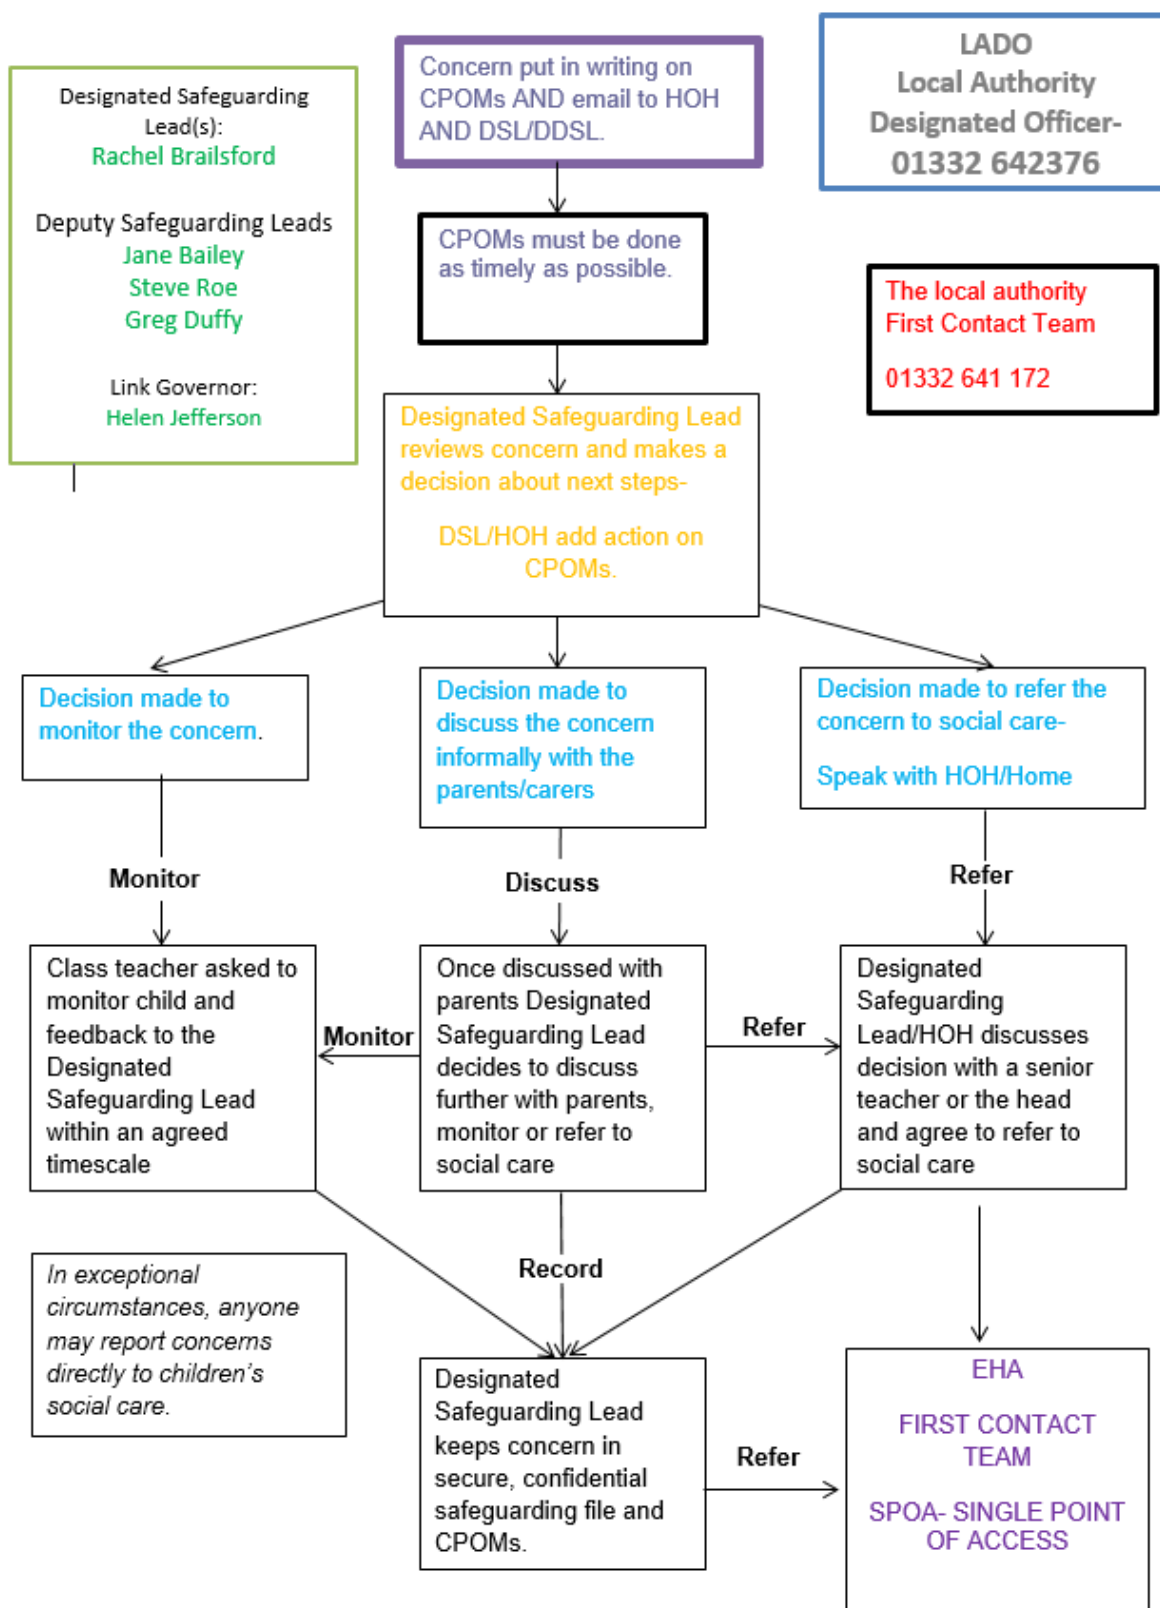 Designated Safeguarding
Lead(s):
Rachel Brailsford
Deputy Safeguarding Leads
Jane Bailey
Steve Roe
Greg Duffy
Link Governor:
Helen Jefferson
Concern put in writing on
CPOMs AND email to HOH
AND DSL/DDSL.
LADO
Local Authority
Designated Officer-
01332 642376
CPOMs must be done
as timely as possible.
The local authority
First Contact Team
01332 641 172
Designated Safeguarding Lead
reviews concern and makes a
decision about next steps-
DSL/HOH add action on
CPOMs.
Decision made to
monitor the concern.
Decision made to
discuss the concern
informally with the
parents/carers
Decision made to refer the
concern to social care-
Speak with HOH/Home
Monitor
Discuss
Refer
Class teacher asked to
monitor child and
feedback to the
Designated
Safeguarding Lead
within an agreed
timescale
Monitor
Once discussed with
parents Designated
Safeguarding Lead
decides to discuss
further with parents,
monitor or refer to
social care
Refer
Designated
Safeguarding
Lead/HOH discusses
decision with a senior
teacher or the head
and agree to refer to
social care
In exceptional
circumstances, anyone
may report concerns
directly to children's
social care.
Record
Designated
Safeguarding Lead
keeps concern in
secure, confidential
safeguarding file and
CPOMs.
Refer
EHA
FIRST CONTACT
TEAM
SPOA- SINGLE POINT
OF ACCESS